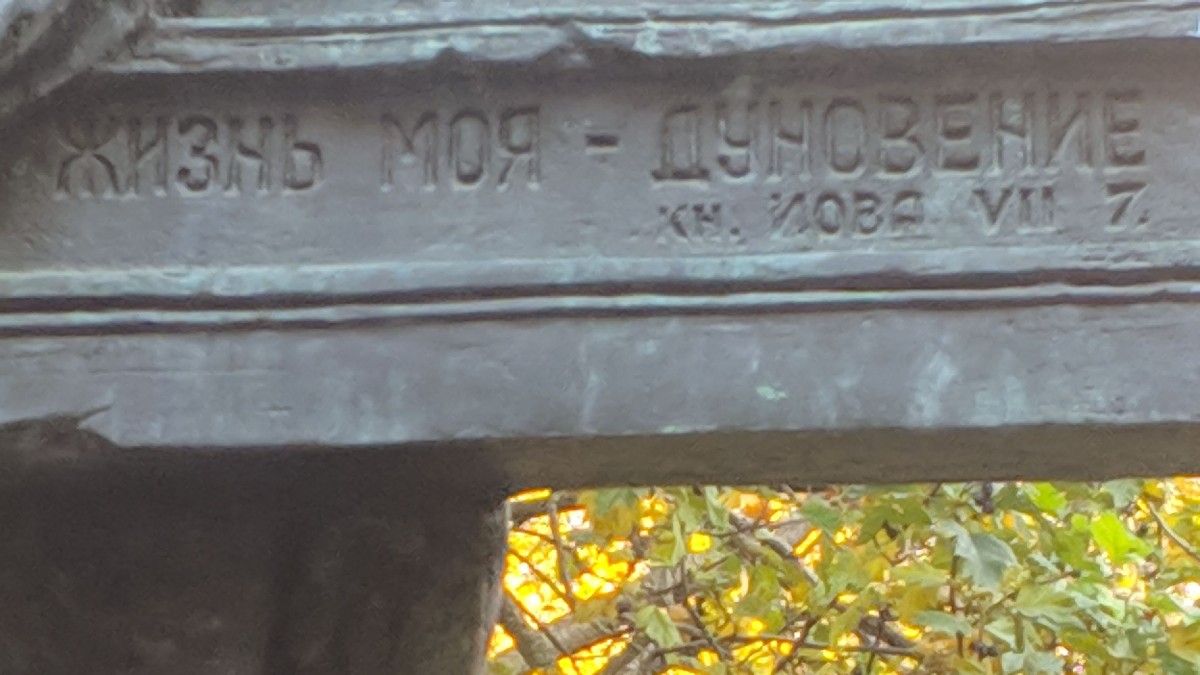 ЖИЗНЬ МОЯ - ДУНОВЕНИЕ
КН. ИОВА VII 7.